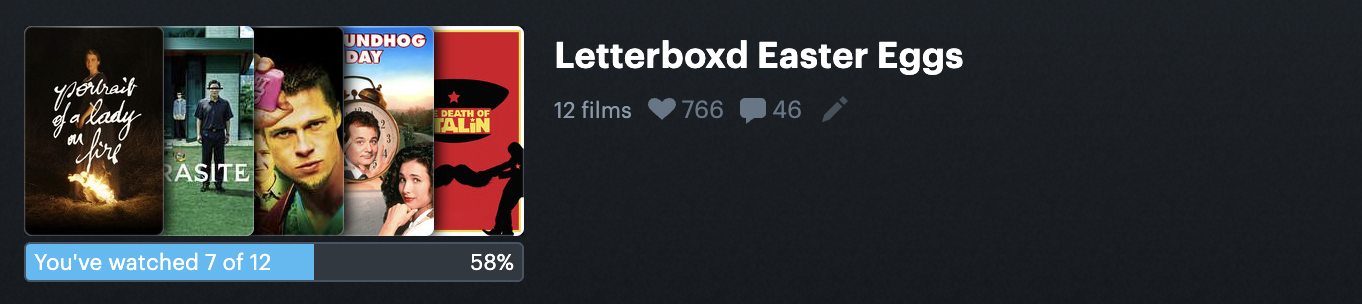 portrait
of a lady
on
fire
RASITE
UNDHOG
DAY
E DEATH OF
TALIN
Letterboxd Easter Eggs
12 films 766 46
You've watched 7 of 12 58%